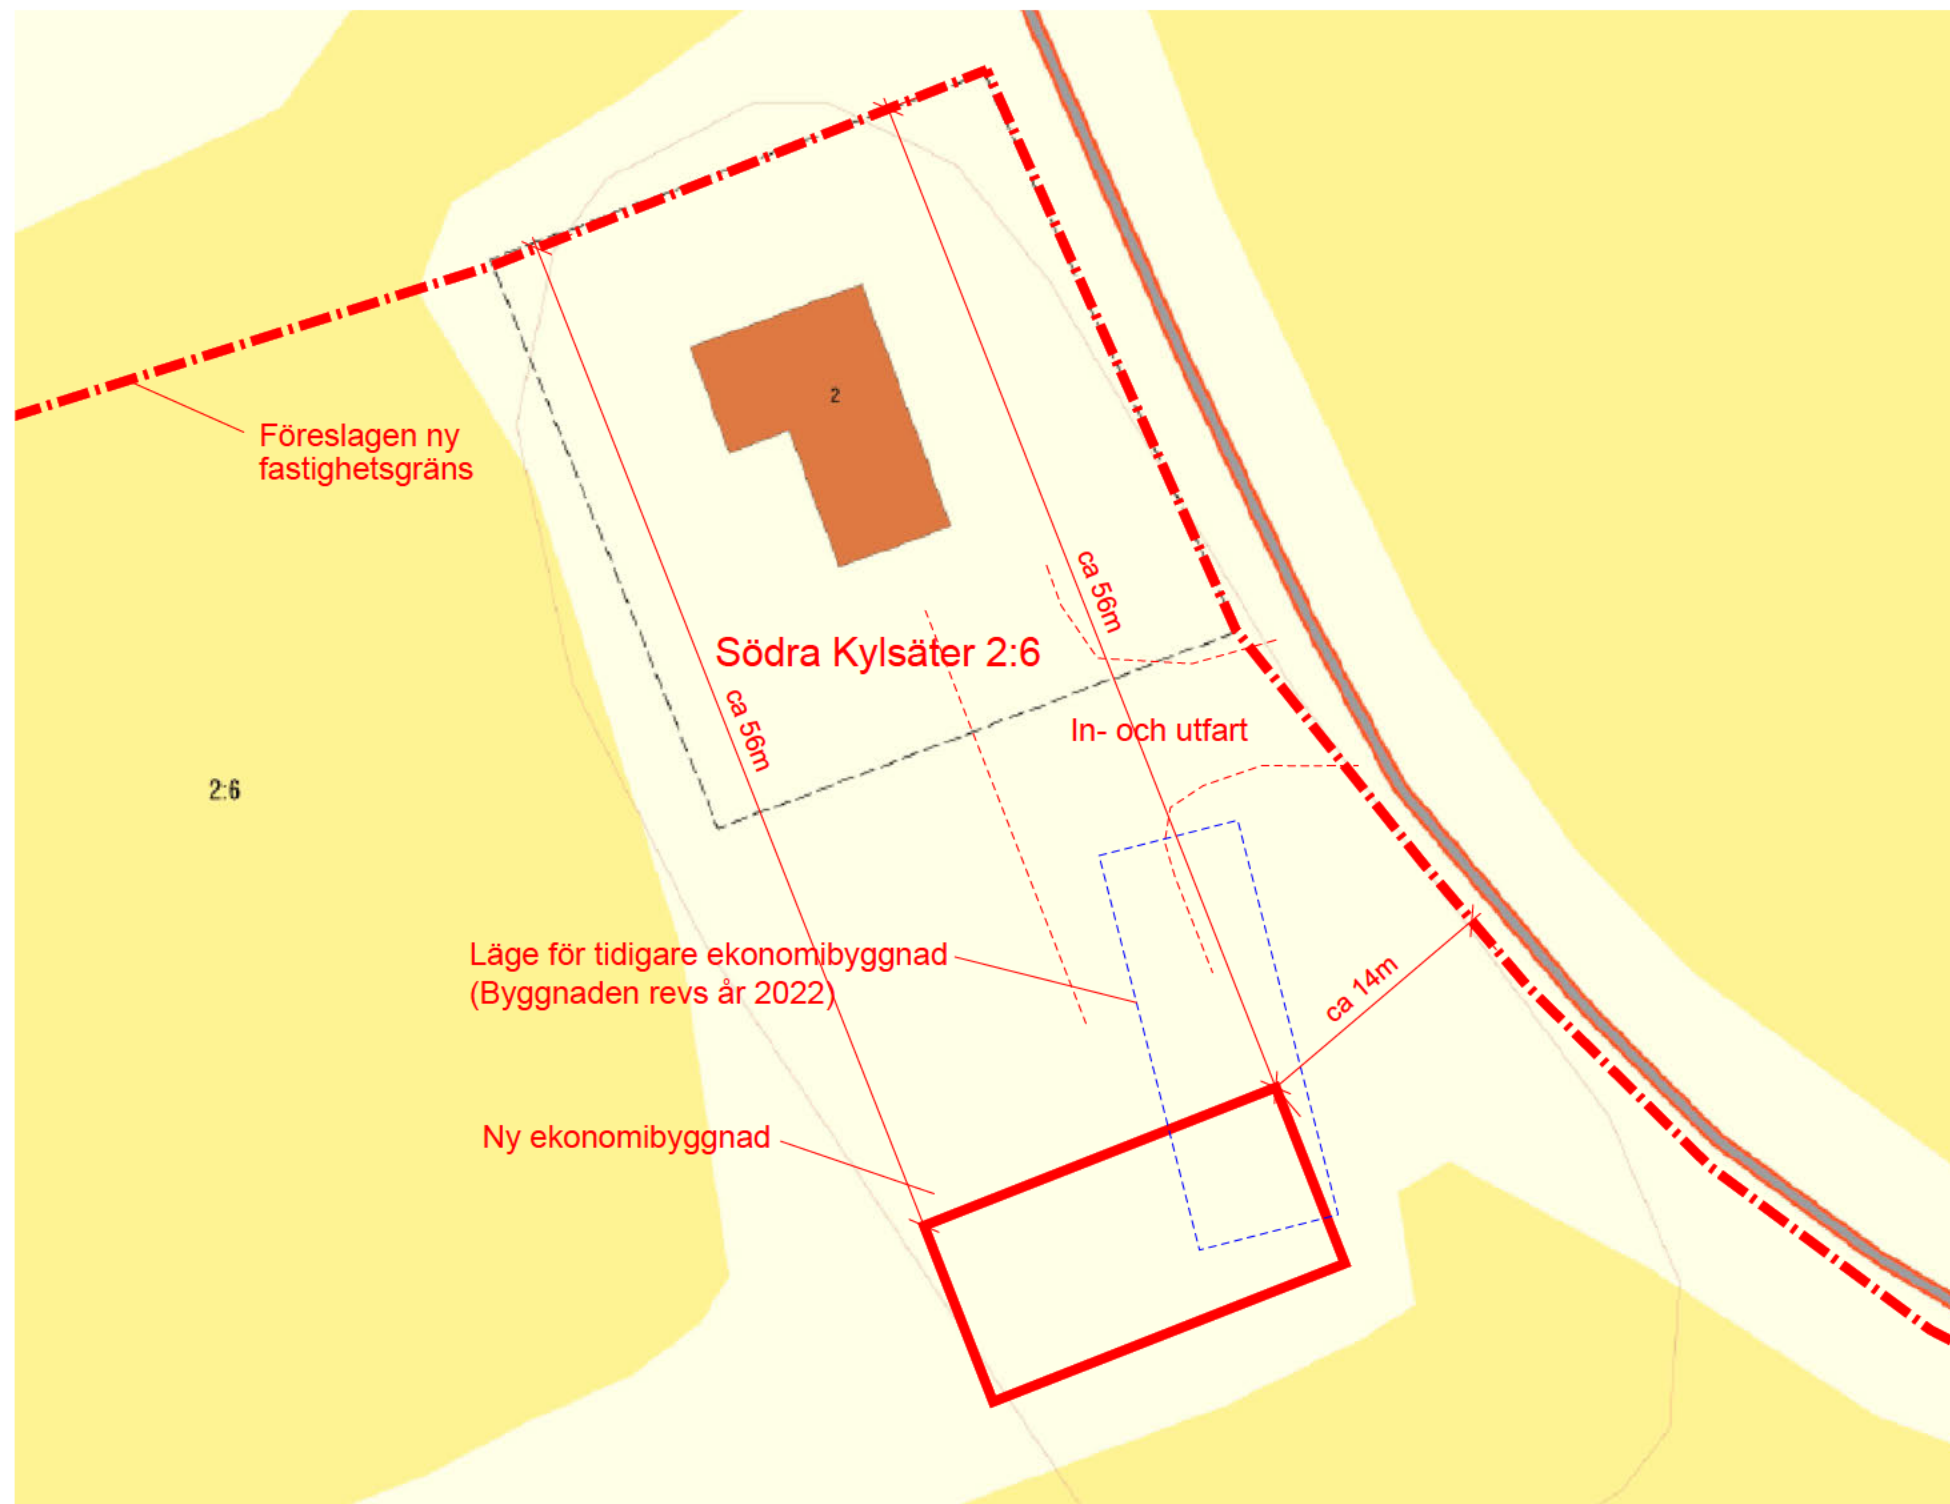 Föreslagen ny
fastighetsgräns
2
ca 56m
Södra Kylsäter 2:6
ca 56m
In- och utfart
2:6
Läge för tidigare ekonomibyggnad
(Byggnaden revs år 2022)
ca 14m
Ny ekonomibyggnad